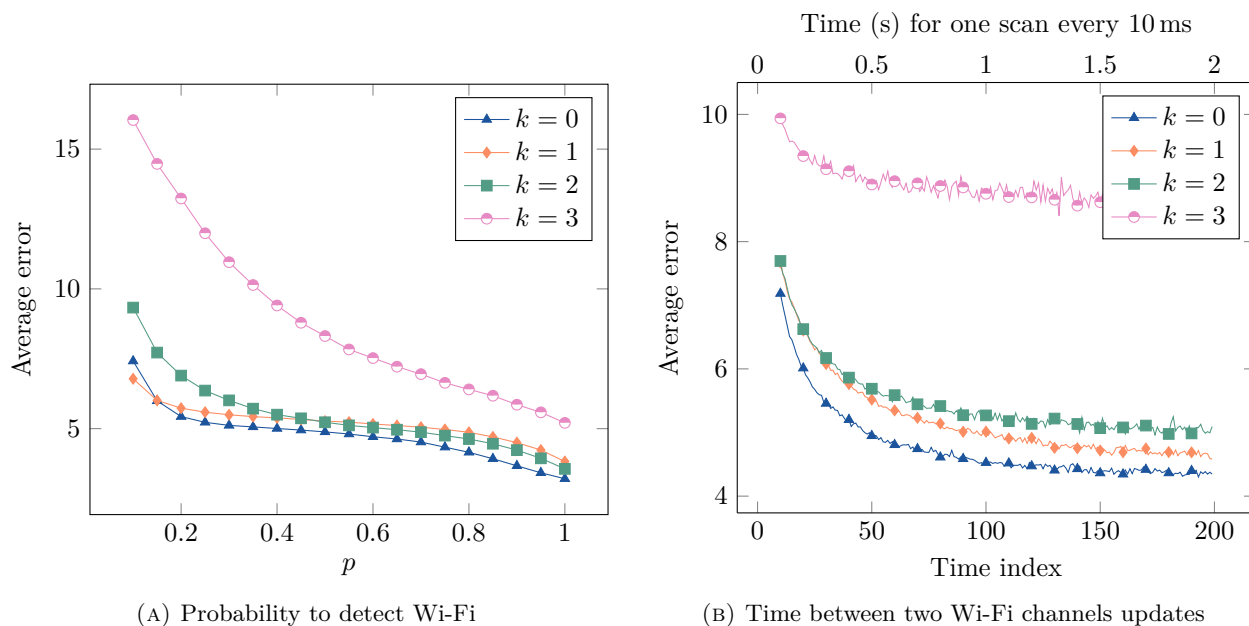 15
10
5
0.2
0.4
0.6
0.8
1
p
Average error
k = 0
k = 1
k = 2
k = 3
(A) Probability to detect Wi-Fi
Time (s) for one scan every 10 ms
0
0.5
1
1.5
2
10
8
6
4
0
50
100
150
200
Time index
Average error
k = 0
k = 1
k = 2
k = 3
(B) Time between two Wi-Fi channels updates